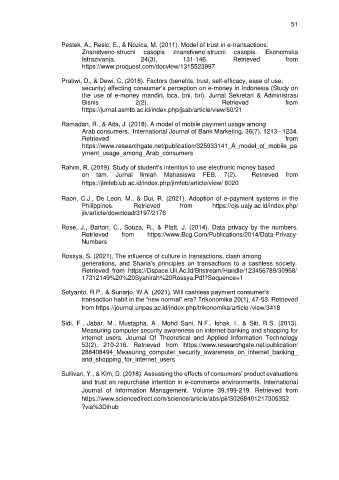 51
Pestek, A., Resic, E., & Nozica, M. (2011). Model of trust in e-transactions:
Znanstveno-strucni casopis znanstveno-strucni casopis. Ekonomska
Istrazivanja, 24(3), 131-146. Retrieved from
https://www.proquest.com/docview/1315523997
Pratiwi, D., & Dewi, C. (2018). Factors (benefits, trust, self-efficacy, ease of use,
security) affecting consumer's perception on e-money in Indonesia (Study on
the use of e-money mandiri, bca, bni, bri). Jurnal Sekretari & Administrasi
Bisnis 2(2). Retrieved from
https://jurnal.asmtb.ac.id/index.php/jsab/article/view/60/21
Ramadan, R., & Aita, J. (2018). A model of mobile payment usage among
Arab consumers. International Journal of Bank Marketing, 36(7), 1213– 1234.
Retrieved from
https://www.researchgate.net/publication/325933141_A_model_of_mobile_pa
yment_usage_among_Arab_consumers
Rahim, R. (2019). Study of student's intention to use electronic money based
on tam. Jurnal Ilmiah Mahasiswa FEB, 7(2). Retrieved from
https://jimfeb.ub.ac.id/index.php/jimfeb/article/view/ 6020
Raon, C.J., De Leon, M., & Dui, R. (2021). Adoption of e-payment systems in the
Philippines. Retrieved from https://ojs.uajy.ac.id/index.php/
jik/article/download/3197/2176
Rose, J., Barton, C., Souza, R., & Platt, J. (2014). Data privacy by the numbers.
Retrieved from https://www.Bcg.Com/Publications/2014/Data-Privacy-
Numbers
Rossya, S. (2021). The influence of culture in transactions, clash among
generations, and Sharia's principles on transactions to a cashless society.
Retrieved from https://Dspace.Uii.Ac.Id/Bitstream/Handle/123456789/30958/
17312149%20%20Syahirah%20Rossya.Pdf?Sequence=1
Setyanto, R.P., & Sunarjo, W.A. (2021). Will cashless payment consumer's
transaction habit in the "new normal" era? Trikonomika 20(1), 47-53. Retrieved
from https://journal.unpas.ac.id/index.php/trikonomika/article /view/3418
Sidi, F., Jabar, M., Mustapha, A., Mohd Sani, N.F., Ishak, I., & Siti, R.S. (2013).
Measuring computer security awareness on internet banking and shopping for
internet users. Journal Of Theoretical and Applied Information Technology
53(2), 210-216. Retrieved from https://www.researchgate.net/publication/
288408494_Measuring_computer_security_awareness_on_internet_banking_
and_shopping_for_internet_users
Sullivan, Y., & Kim, D. (2018). Assessing the effects of consumers' product evaluations
and trust on repurchase intention in e-commerce environments. International
Journal of Information Management. Volume 39,199-219. Retrieved from
https://www.sciencedirect.com/science/article/abs/pii/S0268401217305352
?via%3Dihub